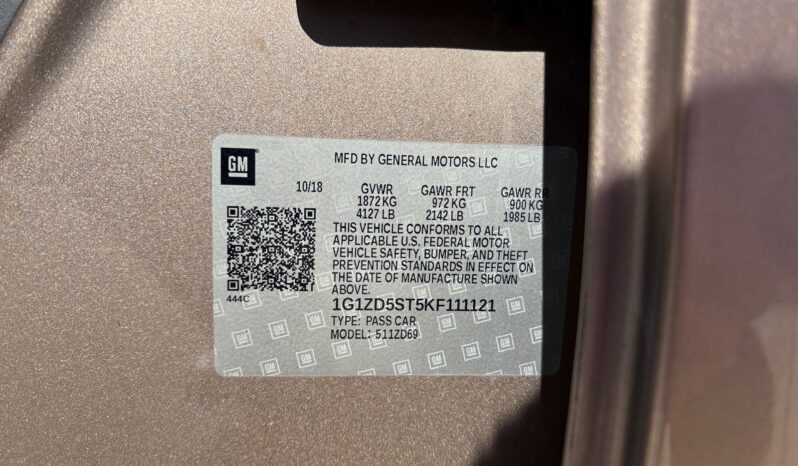 GM
MFD BY GENERAL MOTORS LLC
10/18 GVWR GAWR FRT GAWR RR
1872 KG 972 KG 900 KG
4127 LB 2142 LB 1985 LB
THIS VEHICLE CONFORMS TO ALL
APPLICABLE U.S. FEDERAL MOTOR
VEHICLE SAFETY, BUMPER, AND THEFT
PREVENTION STANDARDS IN EFFECT ON
THE DATE OF MANUFACTURE SHOWN
ABOVE.
444C
1G1ZD5ST5KF111121
TYPE: PASS CAR
MODEL: 511ZD69